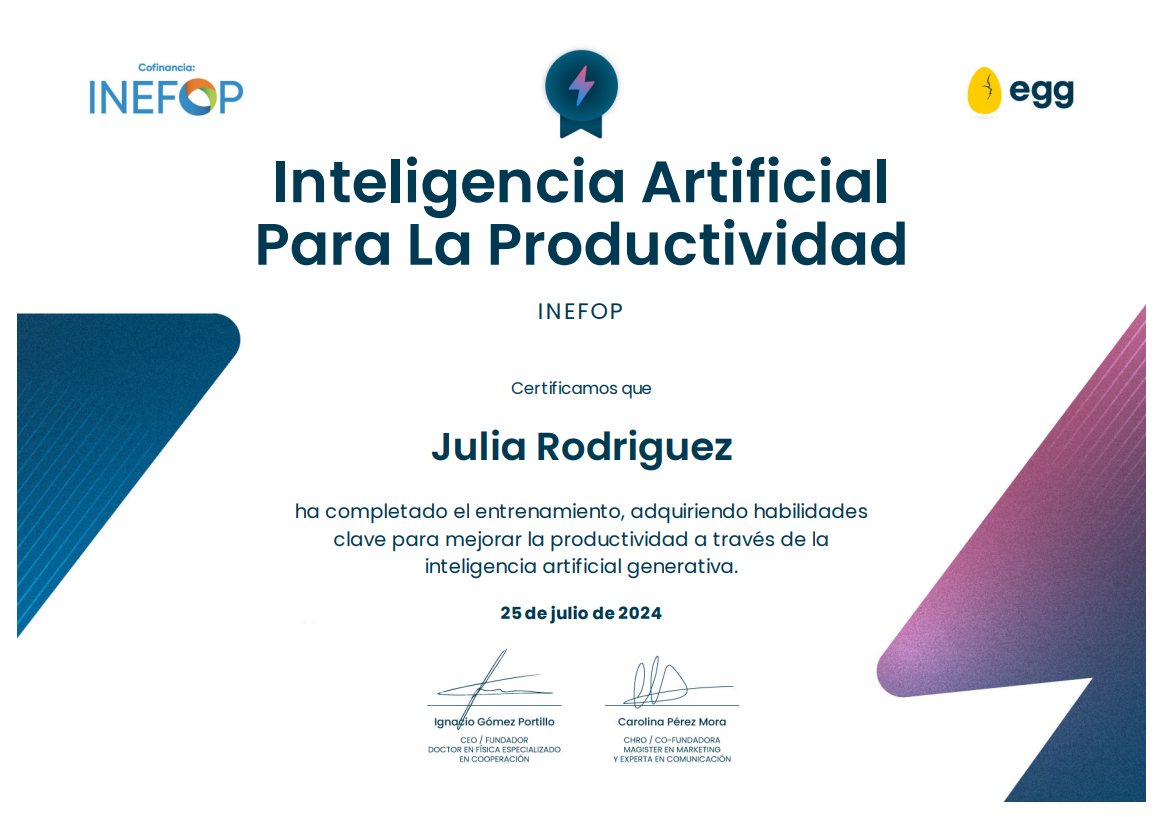 Cofinancia:
INEFOP
egg
Inteligencia Artificial
Para La Productividad
INEFOP
Certificamos que
Julia Rodriguez
ha completado el entrenamiento, adquiriendo habilidades
clave para mejorar la productividad a través de la
inteligencia artificial generativa.
25 de julio de 2024
Ignacio Gómez Portillo
CEO / FUNDADOR
DOCTOR EN FÍSICA ESPECIALIZADO
EN COOPERACIÓN
Carolina Pérez Mora
CHRO / CO-FUNDADORA
MAGISTER EN MARKETING
Y EXPERTA EN COMUNICACIÓN